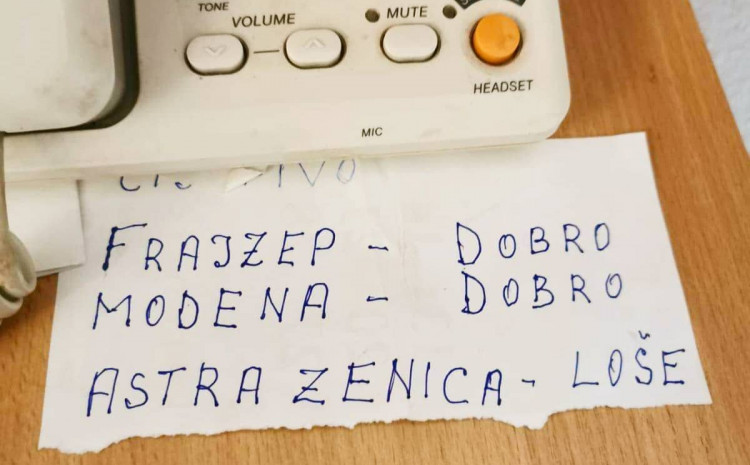 TONE
VOLUME
MUTE
HEADSET
MIC
FRAJZEP - DOBRO
MODENA - DOBRO
ASTRA ZENICA - LOŠE